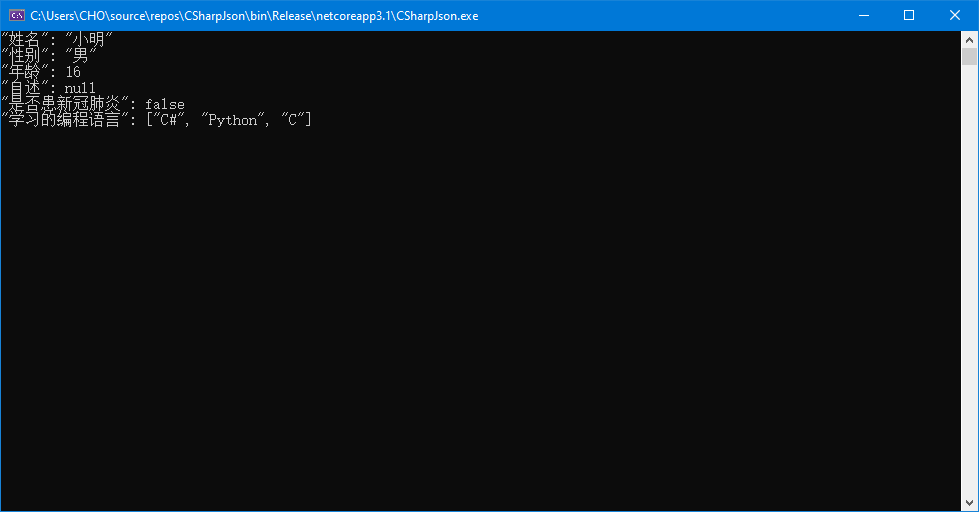 C:\Users\CHO\source\repos\CSharpJson\bin\Release\netcoreapp3.1\CSharpJson.exe
"姓名": "小明"
"性别": "男"
"年龄": 16
"自述": null
"是否患新冠肺炎": false
"学习的编程语言": ["C#", "Python", "C"]